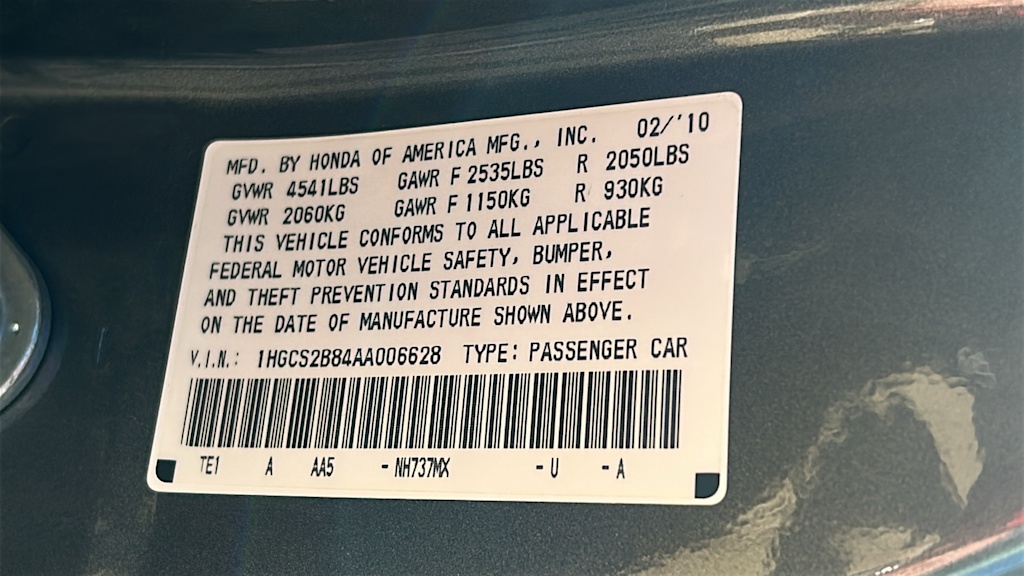 MFD. BY HONDA OF AMERICA MFG., INC. 02/'10
GVWR 4541LBS GAWR F 2535LBS R 2050LBS
GVWR 2060KG GAWR F 1150KG R 930KG
THIS VEHICLE CONFORMS TO ALL APPLICABLE
FEDERAL MOTOR VEHICLE SAFETY, BUMPER,
AND THEFT PREVENTION STANDARDS IN EFFECT
ON THE DATE OF MANUFACTURE SHOWN ABOVE.
V.I.N.: 1HGCS2B84AA006628 TYPE: PASSENGER CAR
TE1 A AA5 -NH737MX -U -A